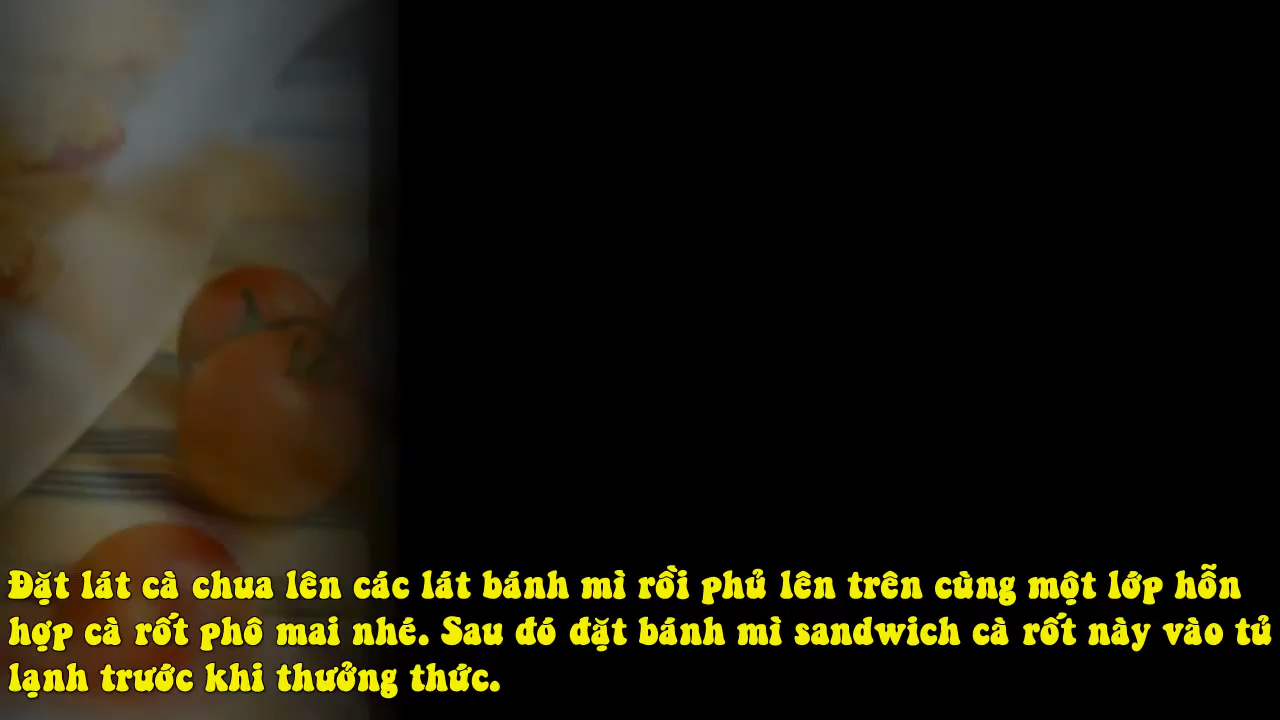 Đặt lát cà chua lên các lát bánh mì rồi phủ lên trên cùng một lớp hỗn
hợp cà rốt phô mai nhé. Sau đó đặt bánh mì sandwich cà rốt này vào tủ
lạnh trước khi thưởng thức.